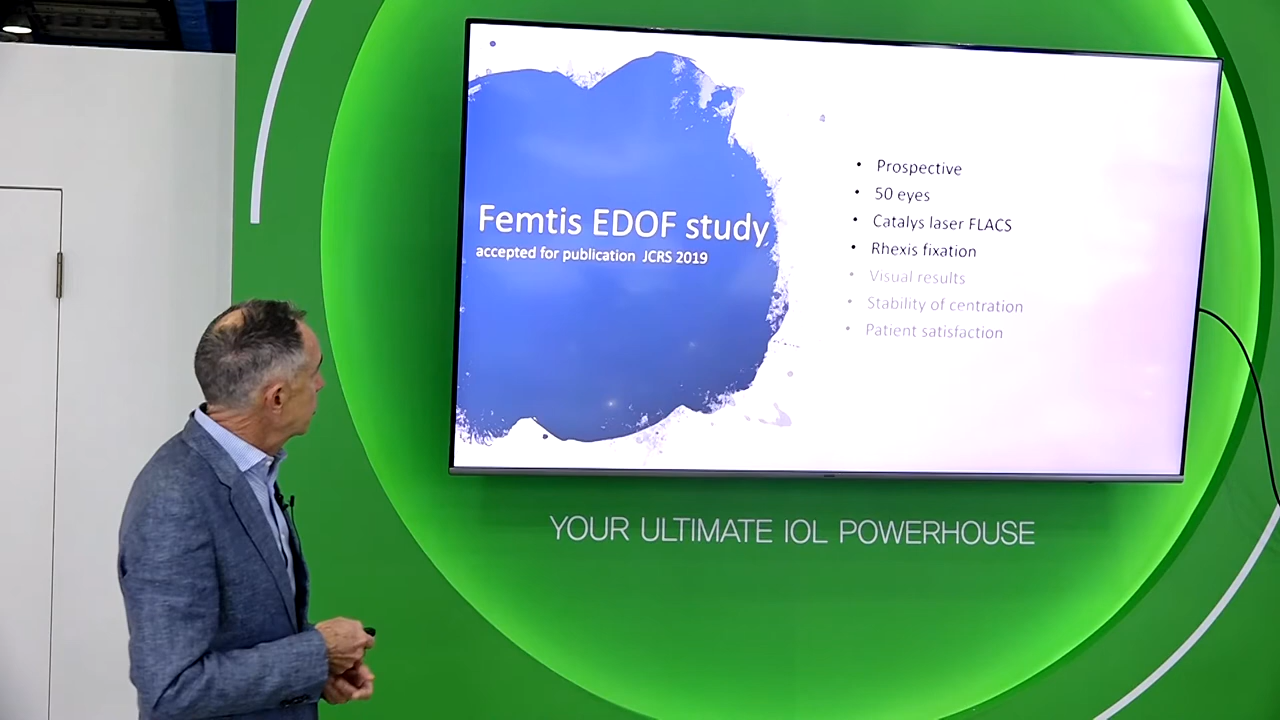 Femtis EDOF study
accepted for publication JCRS 2019
• Prospective
• 50 eyes
• Catalys laser FLACS
• Rhexis fixation
• Visual results
• Stability of centration
• Patient satisfaction
YOUR ULTIMATE IOL POWERHOUSE